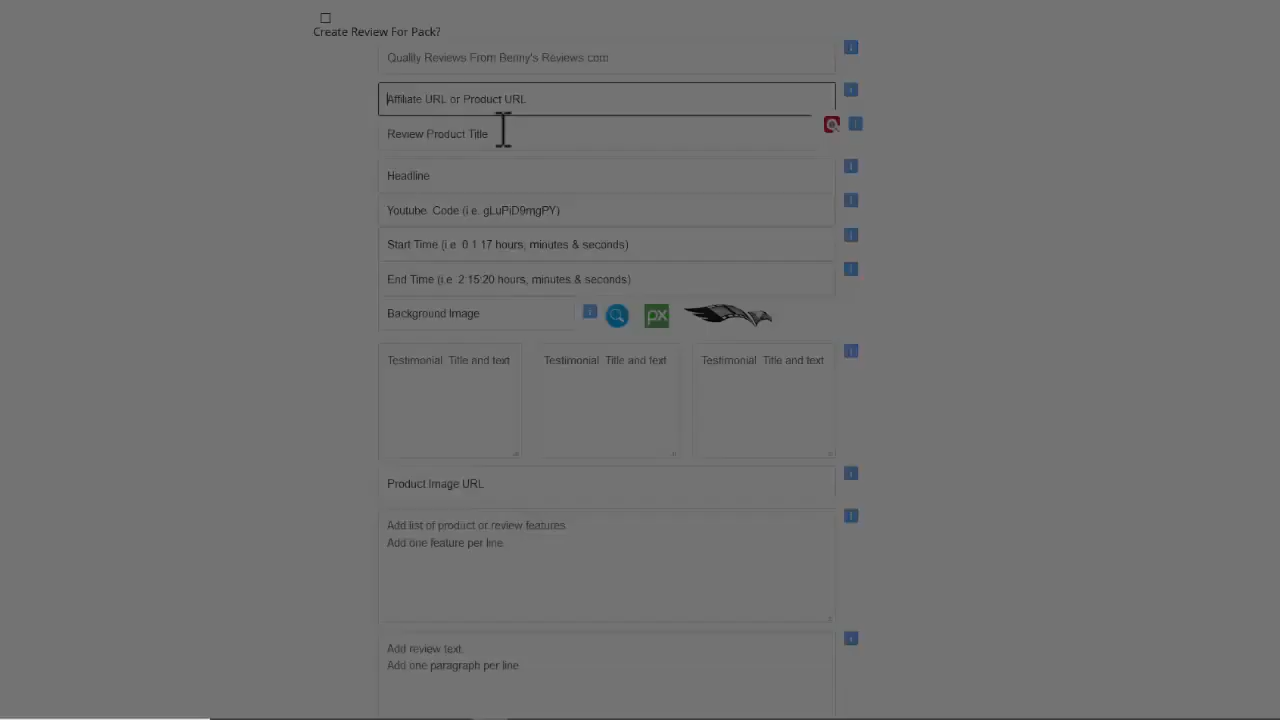 Create Review For Pack?
Quality Reviews From Benny's Reviews.com
Affiliate URL or Product URL
Review Product Title
Headline
Youtube Code (i.e. gLuPiD9mgPY)
Start Time (i.e. 0:1:17 hours, minutes & seconds)
End Time (i.e. 2:15:20 hours, minutes & seconds)
Background Image
px
Testimonial Title and text
Testimonial Title and text
Testimonial Title and text
Product Image URL
Add list of product or review features.
Add one feature per line.
Add review text.
Add one paragraph per line